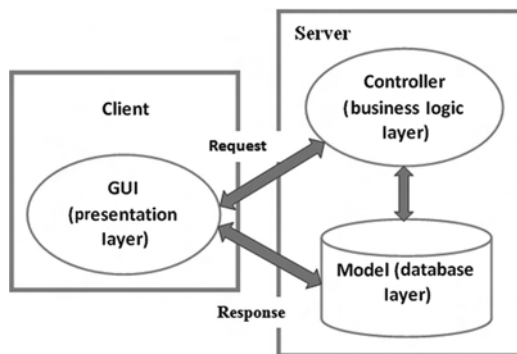 Server
Client
Controller
(business logic
layer)
Request
GUI
(presentation
layer)
Model (database
layer)
Response